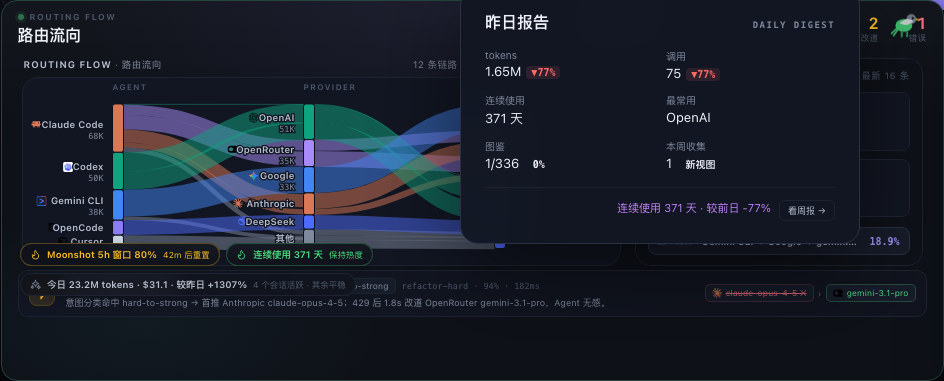 ROUTING FLOW
路由流向
ROUTING FLOW · 路由流向
12 条链路
AGENT
PROVIDER
Claude Code
68K
Codex
50K
Gemini CLI
38K
OpenCode
Cursor
OpenAI
51K
OpenRouter
35K
Google
33K
Anthropic
DeepSeek
其他
昨日报告
DAILY DIGEST
tokens
1.65M ▼77%
调用
75 ▼77%
连续使用
371 天
最常用
OpenAI
图鉴
1/336 0%
本周收集
1 新视图
连续使用 371 天 · 较前日 -77%
看周报 →
2
改道
1
错误
最新 16 条
18.9%
Moonshot 5h 窗口 80% 42m 后重置
连续使用 371 天 保持热度
今日 23.2M tokens · $31.1 · 较昨日 +1307% 4 个会话活跃 · 其余平稳
o-strong refactor-hard · 94% · 182ms
意图分类命中 hard-to-strong → 首推 Anthropic claude-opus-4-5；429 后 1.8s 改道 OpenRouter gemini-3.1-pro，Agent 无感。
claude-opus-4-5 ✕ › gemini-3.1-pro